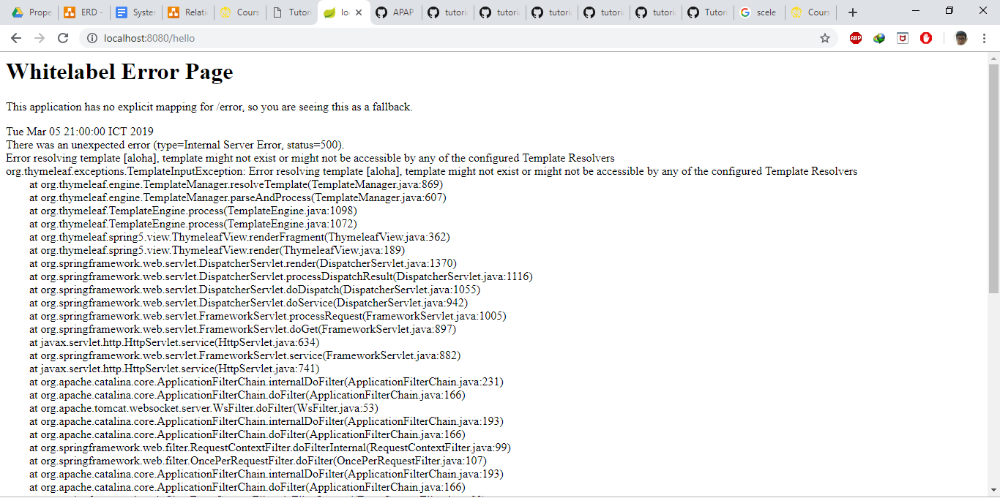 Prope
ERD -
Syster
Relati
Cours
Tutori
lo
APAP
tutoria
tutoria
tutoria
tutoria
tutoria
Tutori
scele
Cours
localhost:8080/hello
ABP
Whitelabel Error Page
This application has no explicit mapping for /error, so you are seeing this as a fallback.
Tue Mar 05 21:00:00 ICT 2019
There was an unexpected error (type=Internal Server Error, status=500).
Error resolving template [aloha], template might not exist or might not be accessible by any of the configured Template Resolvers
org.thymeleaf.exceptions.TemplateInputException: Error resolving template [aloha], template might not exist or might not be accessible by any of the configured Template Resolvers
at org.thymeleaf.engine.TemplateManager.resolveTemplate(TemplateManager.java:869)
at org.thymeleaf.engine.TemplateManager.parseAndProcess(TemplateManager.java:607)
at org.thymeleaf.TemplateEngine.process(TemplateEngine.java:1098)
at org.thymeleaf.TemplateEngine.process(TemplateEngine.java:1072)
at org.thymeleaf.spring5.view.ThymeleafView.renderFragment(ThymeleafView.java:362)
at org.thymeleaf.spring5.view.ThymeleafView.render(ThymeleafView.java:189)
at org.springframework.web.servlet.DispatcherServlet.render(DispatcherServlet.java:1370)
at org.springframework.web.servlet.DispatcherServlet.processDispatchResult(DispatcherServlet.java:1116)
at org.springframework.web.servlet.DispatcherServlet.doDispatch(DispatcherServlet.java:1055)
at org.springframework.web.servlet.DispatcherServlet.doService(DispatcherServlet.java:942)
at org.springframework.web.servlet.FrameworkServlet.processRequest(FrameworkServlet.java:1005)
at org.springframework.web.servlet.FrameworkServlet.doGet(FrameworkServlet.java:897)
at javax.servlet.http.HttpServlet.service(HttpServlet.java:634)
at org.springframework.web.servlet.FrameworkServlet.service(FrameworkServlet.java:882)
at javax.servlet.http.HttpServlet.service(HttpServlet.java:741)
at org.apache.catalina.core.ApplicationFilterChain.internalDoFilter(ApplicationFilterChain.java:231)
at org.apache.catalina.core.ApplicationFilterChain.doFilter(ApplicationFilterChain.java:166)
at org.apache.tomcat.websocket.server.WsFilter.doFilter(WsFilter.java:53)
at org.apache.catalina.core.ApplicationFilterChain.internalDoFilter(ApplicationFilterChain.java:193)
at org.apache.catalina.core.ApplicationFilterChain.doFilter(ApplicationFilterChain.java:166)
at org.springframework.web.filter.RequestContextFilter.doFilterInternal(RequestContextFilter.java:99)
at org.springframework.web.filter.OncePerRequestFilter.doFilter(OncePerRequestFilter.java:107)
at org.apache.catalina.core.ApplicationFilterChain.internalDoFilter(ApplicationFilterChain.java:193)
at org.apache.catalina.core.ApplicationFilterChain.doFilter(ApplicationFilterChain.java:166)